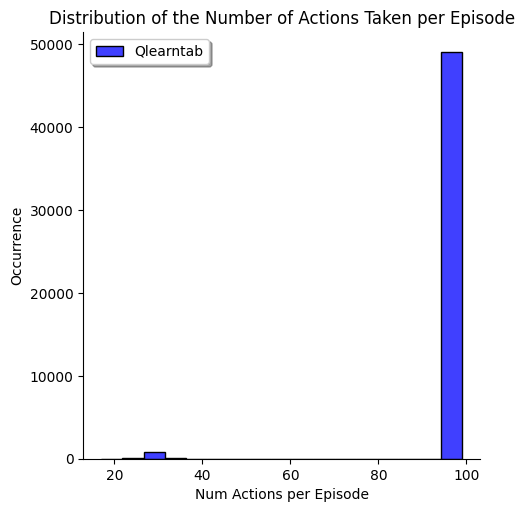 Distribution of the Number of Actions Taken per Episode
Qlearntab
50000
40000
30000
20000
10000
0
Occurrence
20 40 60 80 100
Num Actions per Episode